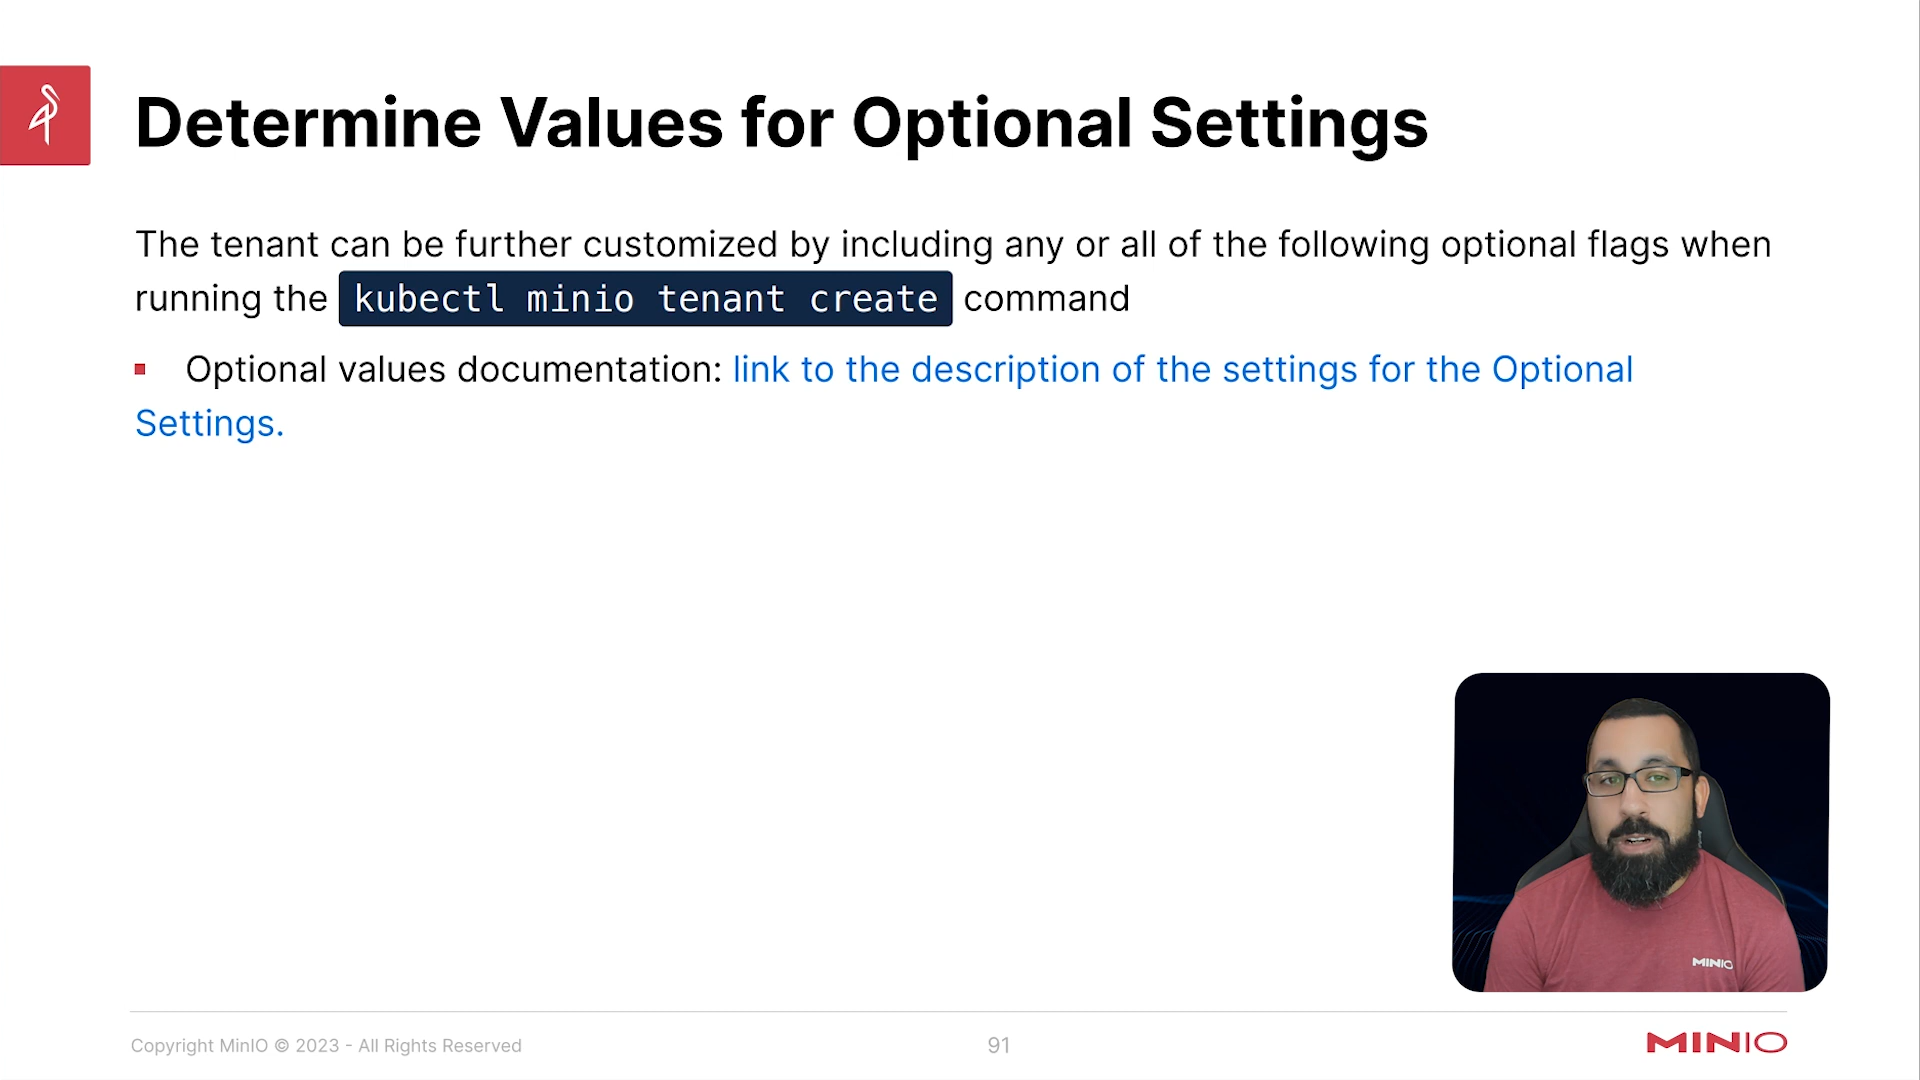 Determine Values for Optional Settings
The tenant can be further customized by including any or all of the following optional flags when
running the kubectl minio tenant create command
Optional values documentation: link to the description of the settings for the Optional
Settings.
MINIO
Copyright MinIO © 2023 - All Rights Reserved
91
MINIO